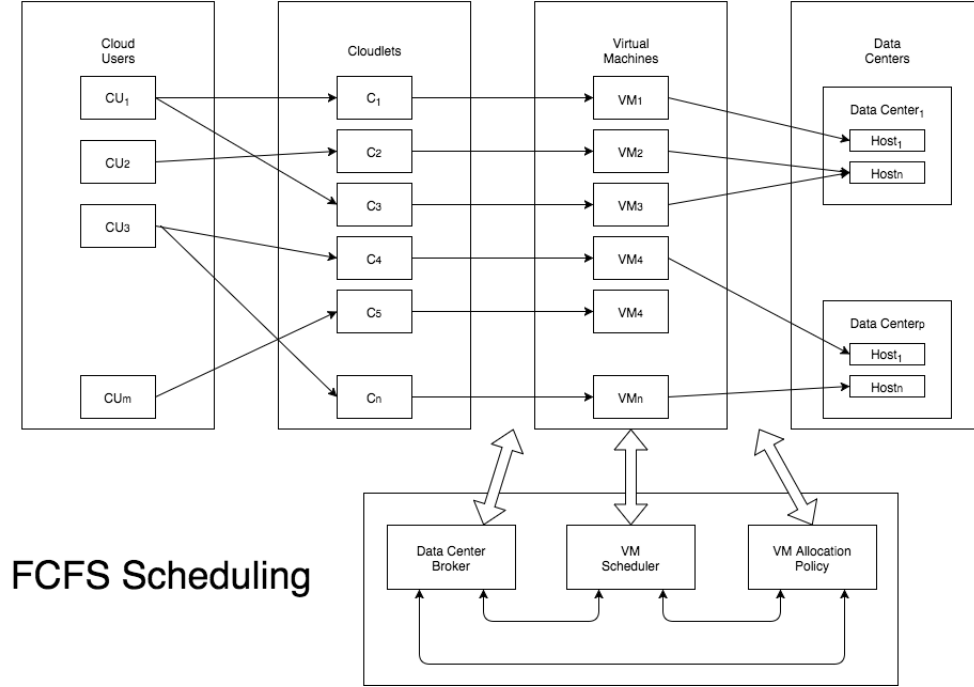 Cloud
Users
CU1
CU2
CU3
CUm
Cloudlets
C1
C2
C3
C4
C5
Cn
Virtual
Machines
VM1
VM2
VM3
VM4
VM4
VMn
Data
Centers
Data Center1
Host1
Hostn
Data Centerp
Host1
Hostn
FCFS Scheduling
Data Center
Broker
VM
Scheduler
VM Allocation
Policy